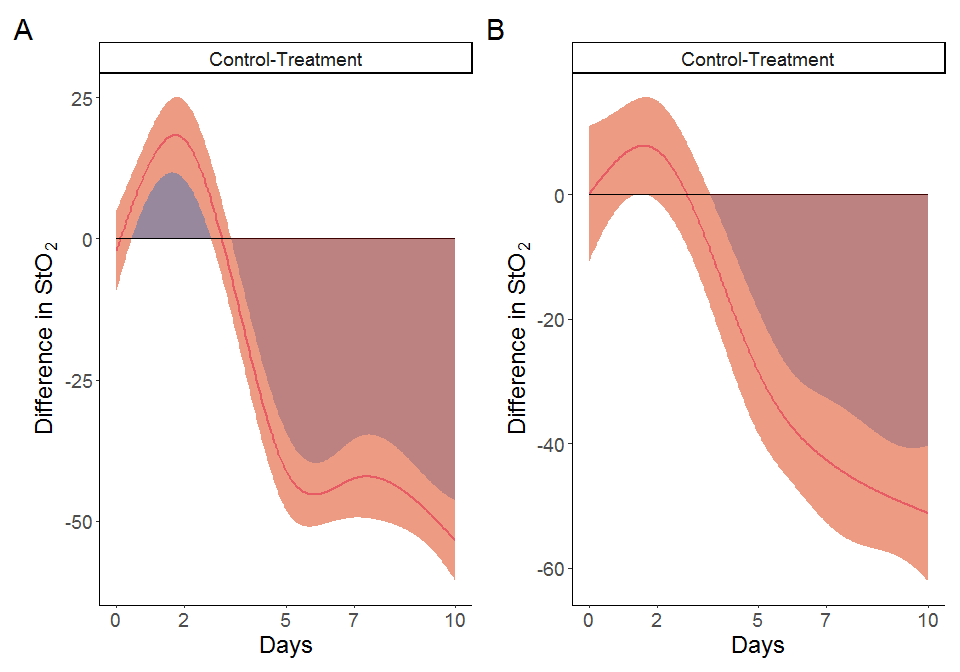 A
Control-Treatment
Difference in StO₂
25
0
-25
-50
0 2 5 7 10
Days
B
Control-Treatment
Difference in StO₂
0
-20
-40
-60
0 2 5 7 10
Days